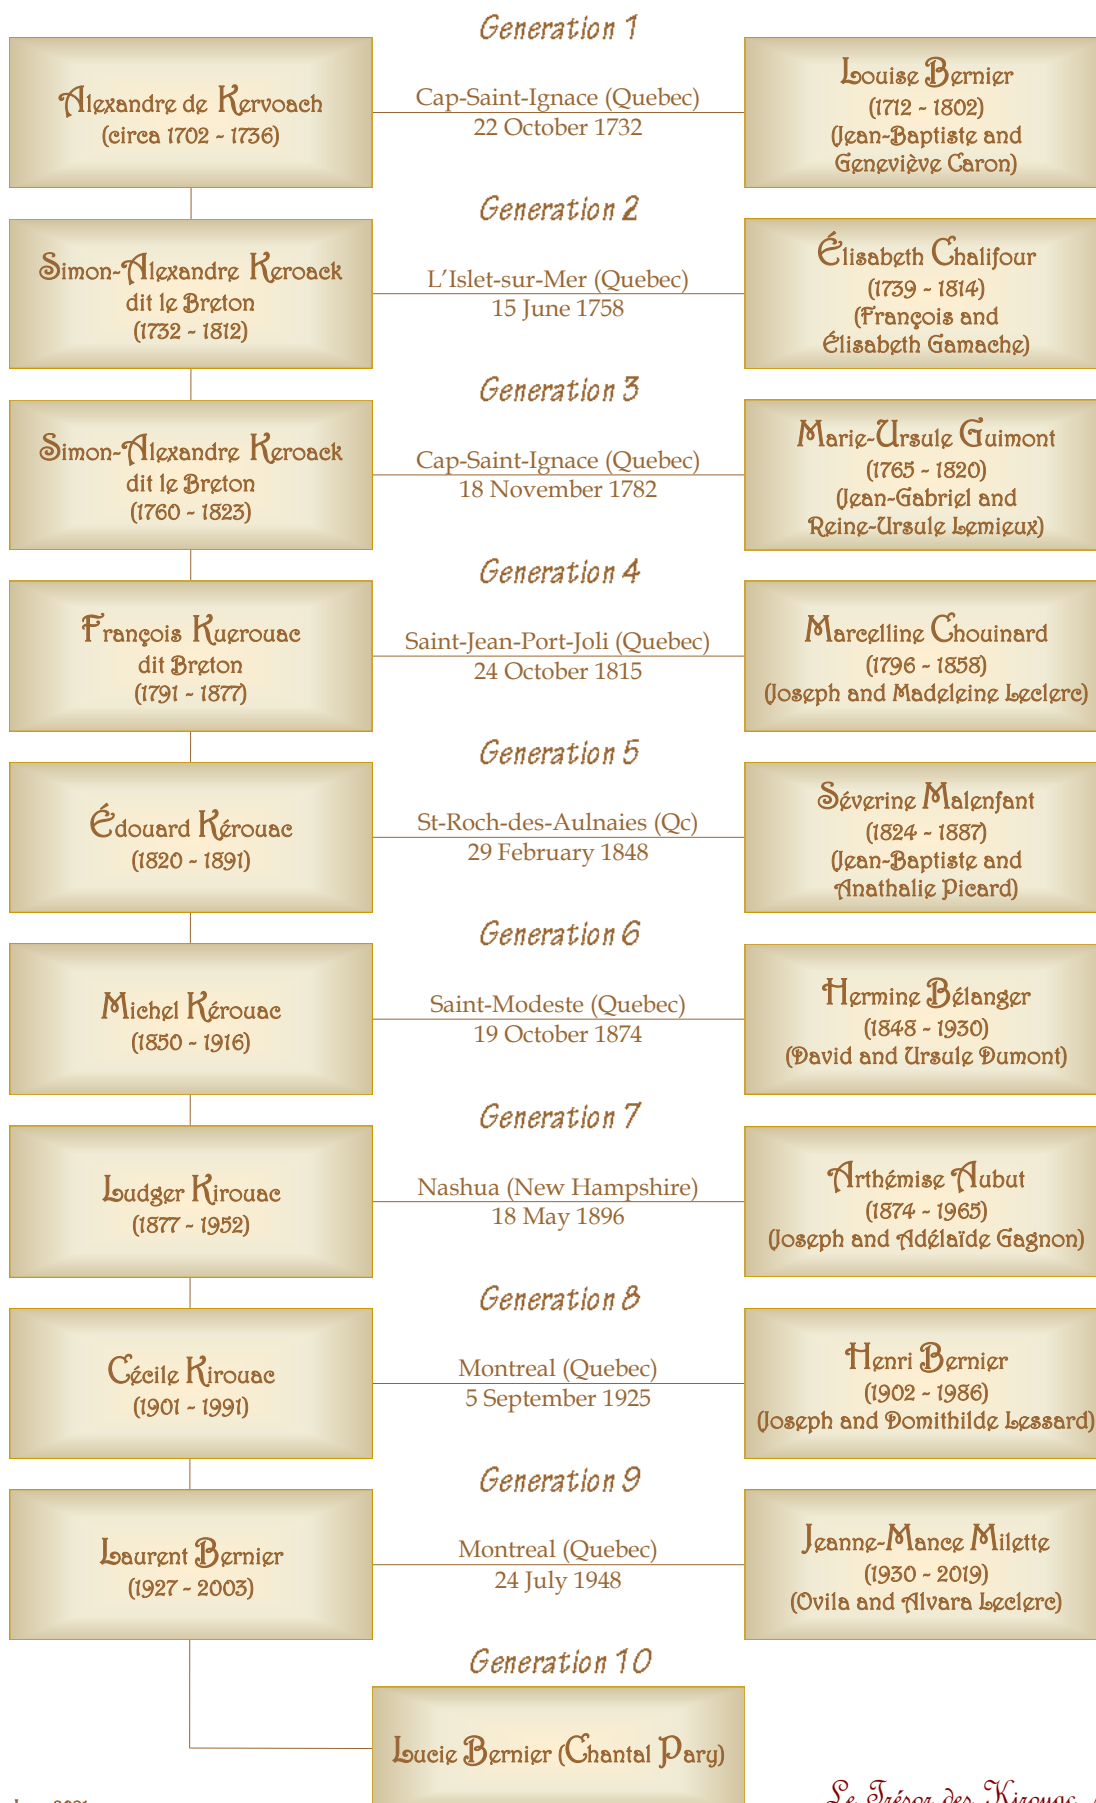 Generation 1
Alexandre de Kervoach
(circa 1702 - 1736)
Cap-Saint-Ignace (Quebec)
22 October 1732
Louise Bernier
(1712 - 1802)
(Jean-Baptiste and
Geneviève Caron)
Generation 2
Simon-Alexandre Keroack
dit le Breton
(1732 - 1812)
L'Islet-sur-Mer (Quebec)
15 June 1758
Élisabeth Chalifour
(1739 - 1814)
(François and
Élisabeth Gamache)
Generation 3
Simon-Alexandre Keroack
dit le Breton
(1760 - 1823)
Cap-Saint-Ignace (Quebec)
18 November 1782
Marie-Ursule Guimont
(1765 - 1820)
(Jean-Gabriel and
Reine-Ursule Lemieux)
Generation 4
François Kuerouac
dit Breton
(1791 - 1877)
Saint-Jean-Port-Joli (Quebec)
24 October 1815
Marcelline Chouinard
(1796 - 1858)
(Joseph and Madeleine Leclerc)
Generation 5
Édouard Kérouac
(1820 - 1891)
St-Roch-des-Aulnaies (Qc)
29 February 1848
Séverine Malenfant
(1824 - 1887)
(Jean-Baptiste and
Anathalie Picard)
Generation 6
Michel Kérouac
(1850 - 1916)
Saint-Modeste (Quebec)
19 October 1874
Hermine Bélanger
(1848 - 1930)
(David and Ursule Dumont)
Generation 7
Ludger Kirouac
(1877 - 1952)
Nashua (New Hampshire)
18 May 1896
Arthémise Aubut
(1874 - 1965)
(Joseph and Adélaïde Gagnon)
Generation 8
Cécile Kirouac
(1901 - 1991)
Montreal (Quebec)
5 September 1925
Henri Bernier
(1902 - 1986)
(Joseph and Domithilde Lessard)
Generation 9
Laurent Bernier
(1927 - 2003)
Montreal (Quebec)
24 July 1948
Jeanne-Mance Milette
(1930 - 2019)
(Ovila and Alvara Leclerc)
Generation 10
Lucie Bernier (Chantal Pary)
Le Trésor des Kirouac